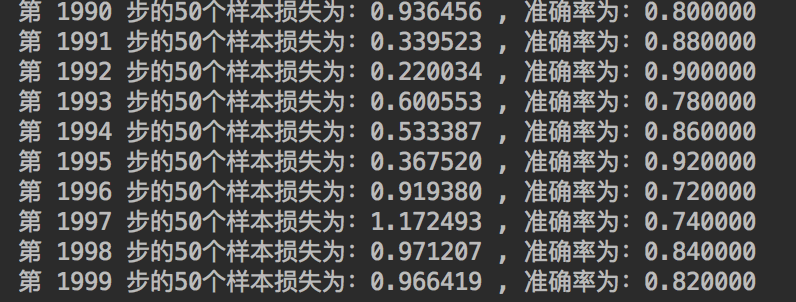 第 1990 步的50个样本损失为：0.936456 , 准确率为：0.800000
第 1991 步的50个样本损失为：0.339523 , 准确率为：0.880000
第 1992 步的50个样本损失为：0.220034 , 准确率为：0.900000
第 1993 步的50个样本损失为：0.600553 , 准确率为：0.780000
第 1994 步的50个样本损失为：0.533387 , 准确率为：0.860000
第 1995 步的50个样本损失为：0.367520 , 准确率为：0.920000
第 1996 步的50个样本损失为：0.919380 , 准确率为：0.720000
第 1997 步的50个样本损失为：1.172493 , 准确率为：0.740000
第 1998 步的50个样本损失为：0.971207 , 准确率为：0.840000
第 1999 步的50个样本损失为：0.966419 , 准确率为：0.820000